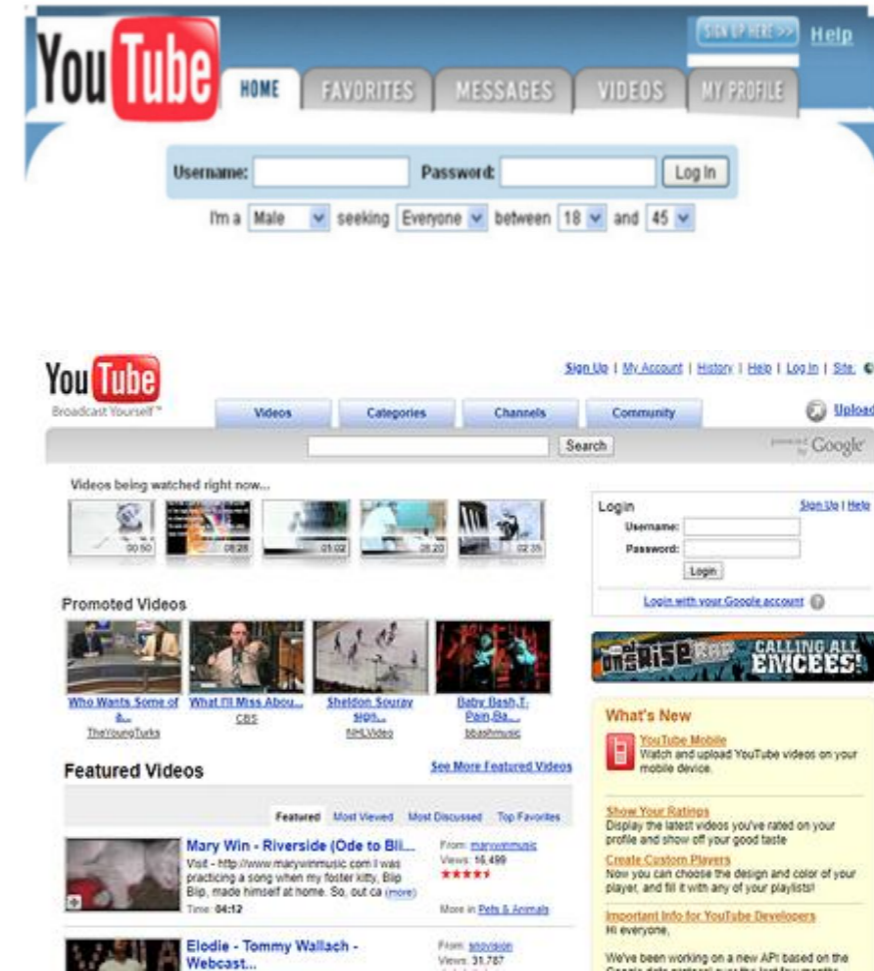 You Tube
SIGN UP HERE >> Help
HOME FAVORITES MESSAGES VIDEOS MY PROFILE
Username: Password: Log In
I'm a Male seeking Everyone between 18 and 45
You Tube
Broadcast Yourself™
Sign Up | My Account | History | Help | Log In | Site:
Videos Categories Channels Community Upload
Search powered by Google
Videos being watched right now...
00:50 08:28 01:02 08:20 02:35
Login Sign Up | Help
Username:
Password:
Login
Login with your Google account
Promoted Videos
Who Wants Some of a...
TheYoungTurks
What I'll Miss Abou...
CBS
Sheldon Souray sign...
NHLVideo
Baby Bash,T-Pain,Ba...
bbashmusic
ON THE RISE RAP CALLING ALL EMCEES!
Featured Videos See More Featured Videos
Featured Most Viewed Most Discussed Top Favorites
Mary Win - Riverside (Ode to Bli...
Visit - http://www.marywinmusic.com I was
practicing a song when my foster kitty, Blip
Blip, made himself at home. So, out ca (more)
Time: 04:12
From: marywinmusic
Views: 16,499
More in Pets & Animals
Elodie - Tommy Wallach -
Webcast...
From:
Views: 31,787
What's New
YouTube Mobile
Watch and upload YouTube videos on your
mobile device.
Show Your Ratings
Display the latest videos you've rated on your
profile and show off your good taste
Create Custom Players
Now you can choose the design and color of your
player, and fill it with any of your playlists!
Important Info for YouTube Developers
Hi everyone,
We've been working on a new API based on the